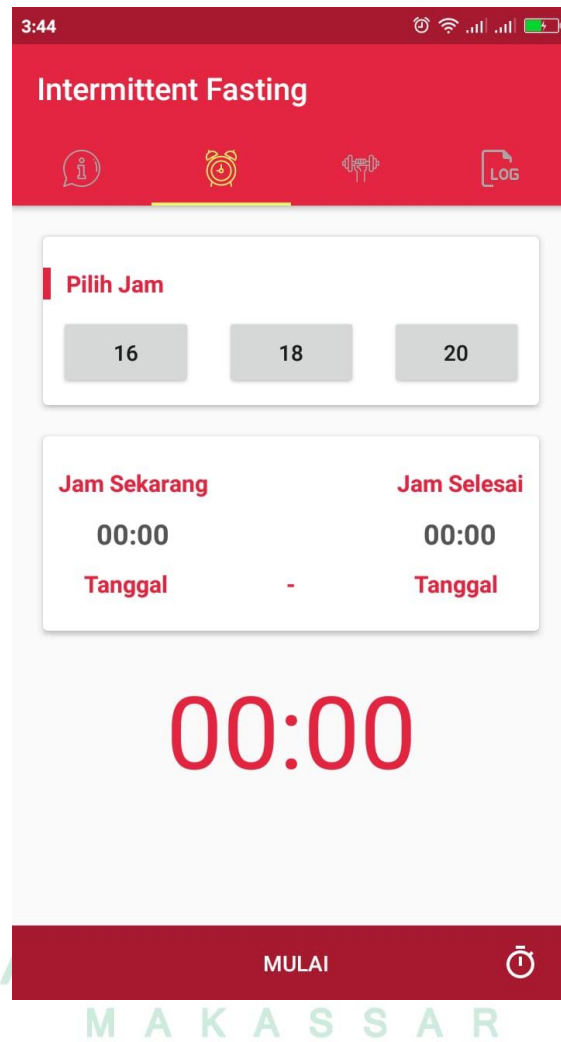 3:44
Intermittent Fasting
LOG
Pilih Jam
16 18 20
Jam Sekarang Jam Selesai
00:00 00:00
Tanggal - Tanggal
00:00
MULAI
MAKASSAR